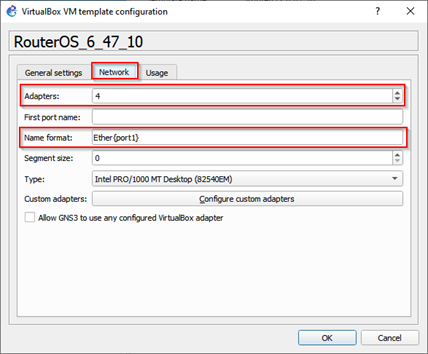 VirtualBox VM template configuration
RouterOS_6_47_10
General settings Network Usage
Adapters: 4
First port name:
Name format: Ether{port1}
Segment size: 0
Type: Intel PRO/1000 MT Desktop (82540EM)
Custom adapters: Configure custom adapters
Allow GNS3 to use any configured VirtualBox adapter
OK Cancel